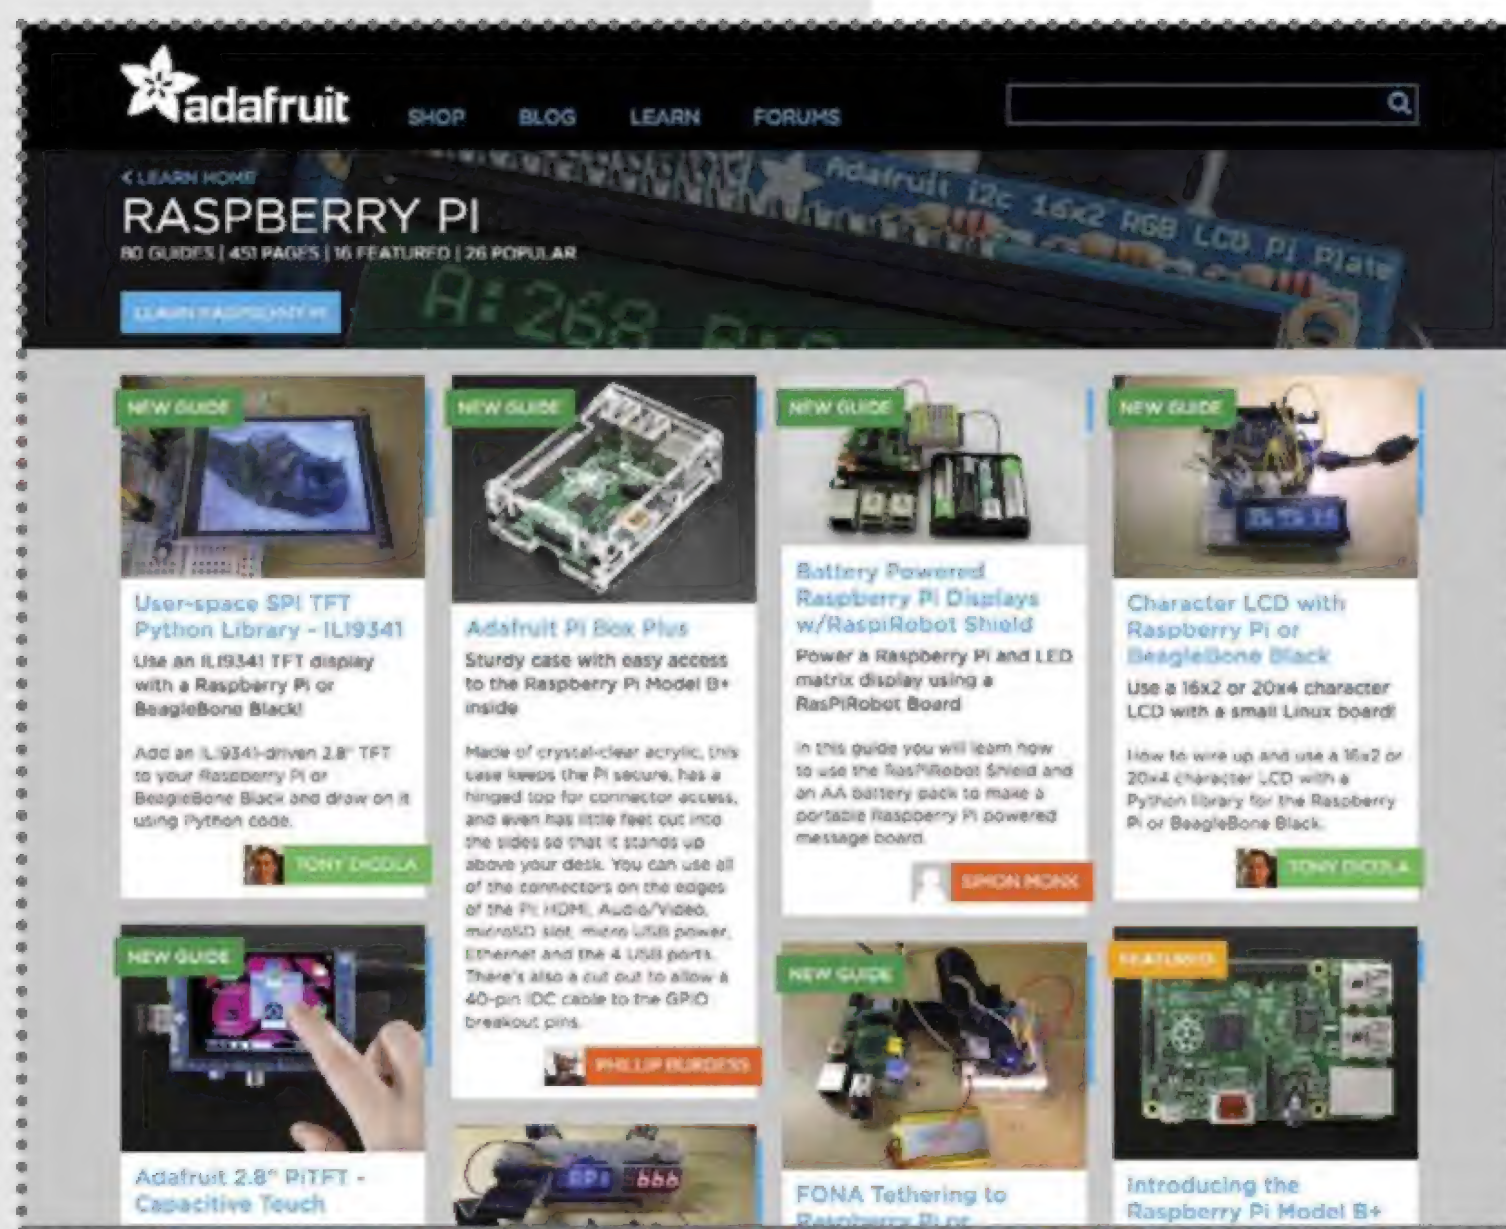 adafruit
SHOP
BLOG
LEARN
FORUMS
< LEARN HOME
RASPBERRY PI
80 GUIDES | 451 PAGES | 16 FEATURED | 26 POPULAR
LEARN RASPBERRY PI
Adafruit i2c 16x2 RGB LCD Pi Plate
A:268
NEW GUIDE
User-space SPI TFT
Python Library - ILI9341
Use an ILI9341 TFT display
with a Raspberry Pi or
BeagleBone Black!
Add an ILI9341-driven 2.8" TFT
to your Raspberry Pi or
BeagleBone Black and draw on it
using Python code.
TONY DICOLA
NEW GUIDE
Adafruit Pi Box Plus
Sturdy case with easy access
to the Raspberry Pi Model B+
inside
Made of crystal-clear acrylic, this
case keeps the Pi secure, has a
hinged top for connector access,
and even has little feet cut into
the sides so that it stands up
above your desk. You can use all
of the connectors on the edges
of the Pi: HDMI, Audio/Video,
microSD slot, micro USB power,
Ethernet and the 4 USB ports.
There's also a cut out to allow a
40-pin IDC cable to the GPIO
breakout pins.
PHILLIP BURGESS
NEW GUIDE
Battery Powered
Raspberry Pi Displays
w/RaspiRobot Shield
Power a Raspberry Pi and LED
matrix display using a
RasPiRobot Board
In this guide you will learn how
to use the RasPiRobot Shield and
an AA battery pack to make a
portable Raspberry Pi powered
message board.
SIMON MONK
NEW GUIDE
Character LCD with
Raspberry Pi or
BeagleBone Black
Use a 16x2 or 20x4 character
LCD with a small Linux board!
How to wire up and use a 16x2 or
20x4 character LCD with a
Python library for the Raspberry
Pi or BeagleBone Black.
TONY DICOLA
NEW GUIDE
Adafruit 2.8" PiTFT -
Capacitive Touch
666
NEW GUIDE
FONA Tethering to
Raspberry Pi or
FEATURED
Introducing the
Raspberry Pi Model B+